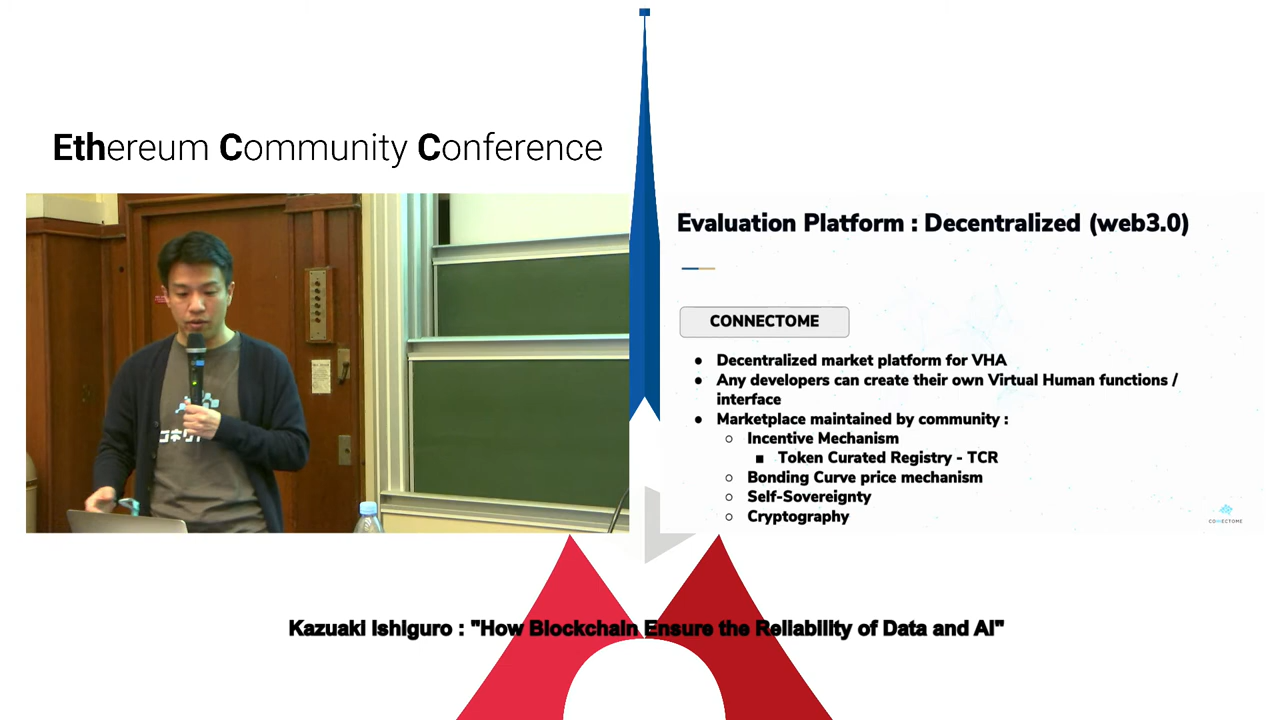 Ethereum Community Conference
Evaluation Platform : Decentralized (web3.0)
CONNECTOME
● Decentralized market platform for VHA
● Any developers can create their own Virtual Human functions /
interface
● Marketplace maintained by community :
○ Incentive Mechanism
■ Token Curated Registry - TCR
○ Bonding Curve price mechanism
○ Self-Sovereignty
○ Cryptography
CONNECTOME
Kazuaki Ishiguro : "How Blockchain Ensure the Reliability of Data and AI"